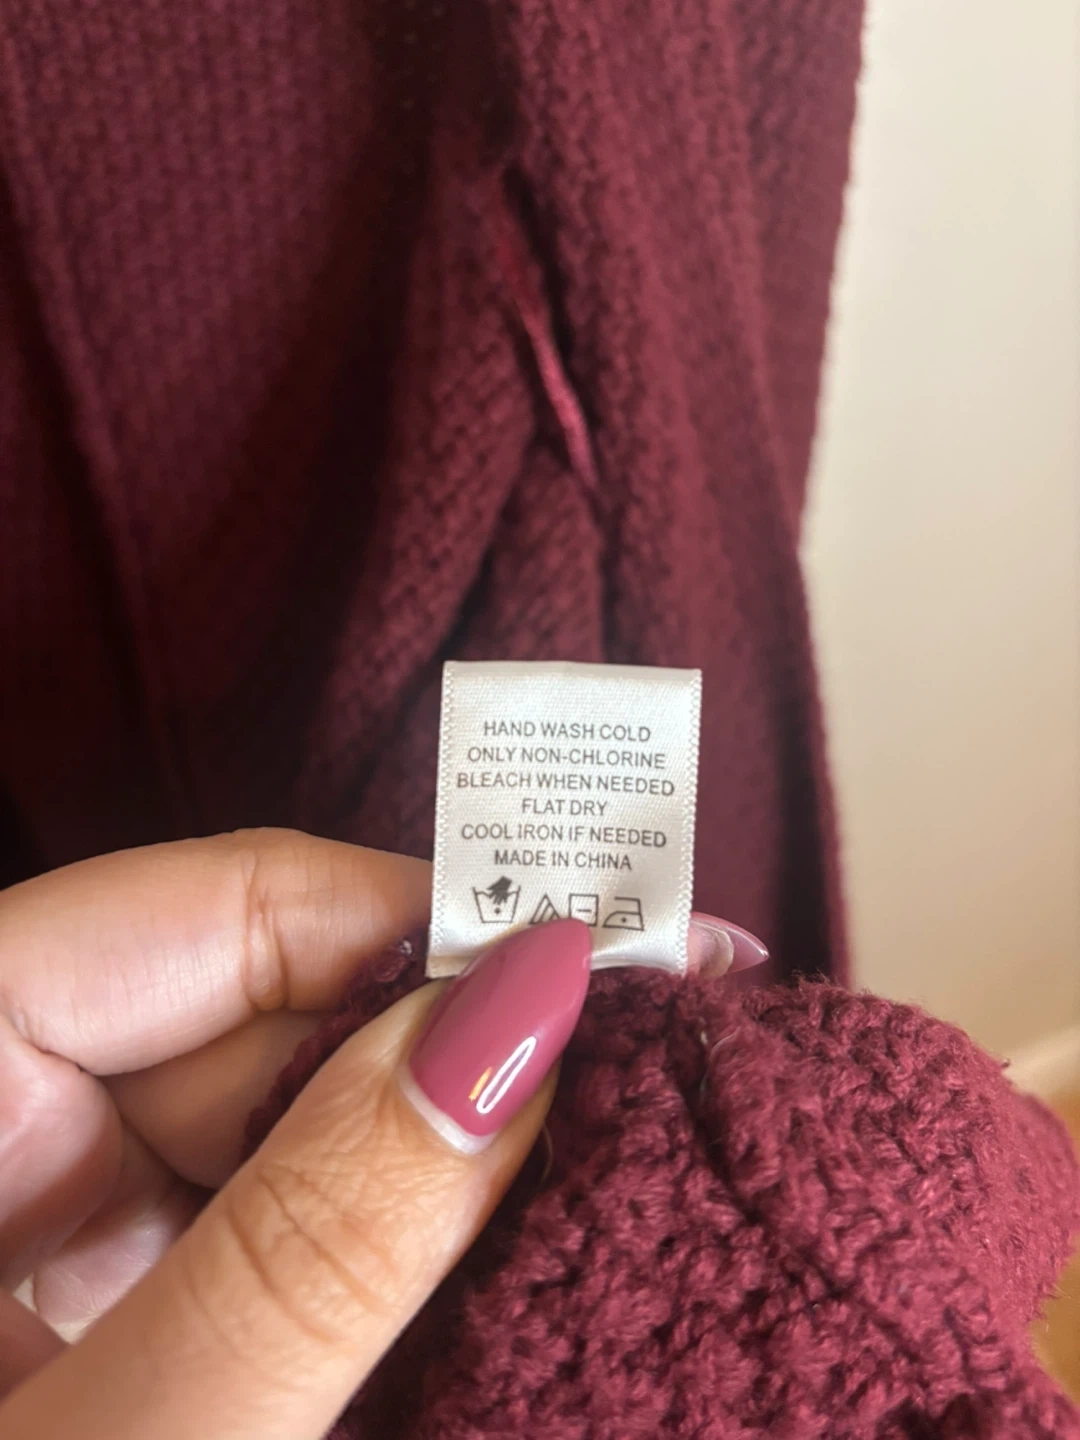 HAND WASH COLD
ONLY NON-CHLORINE
BLEACH WHEN NEEDED
FLAT DRY
COOL IRON IF NEEDED
MADE IN CHINA